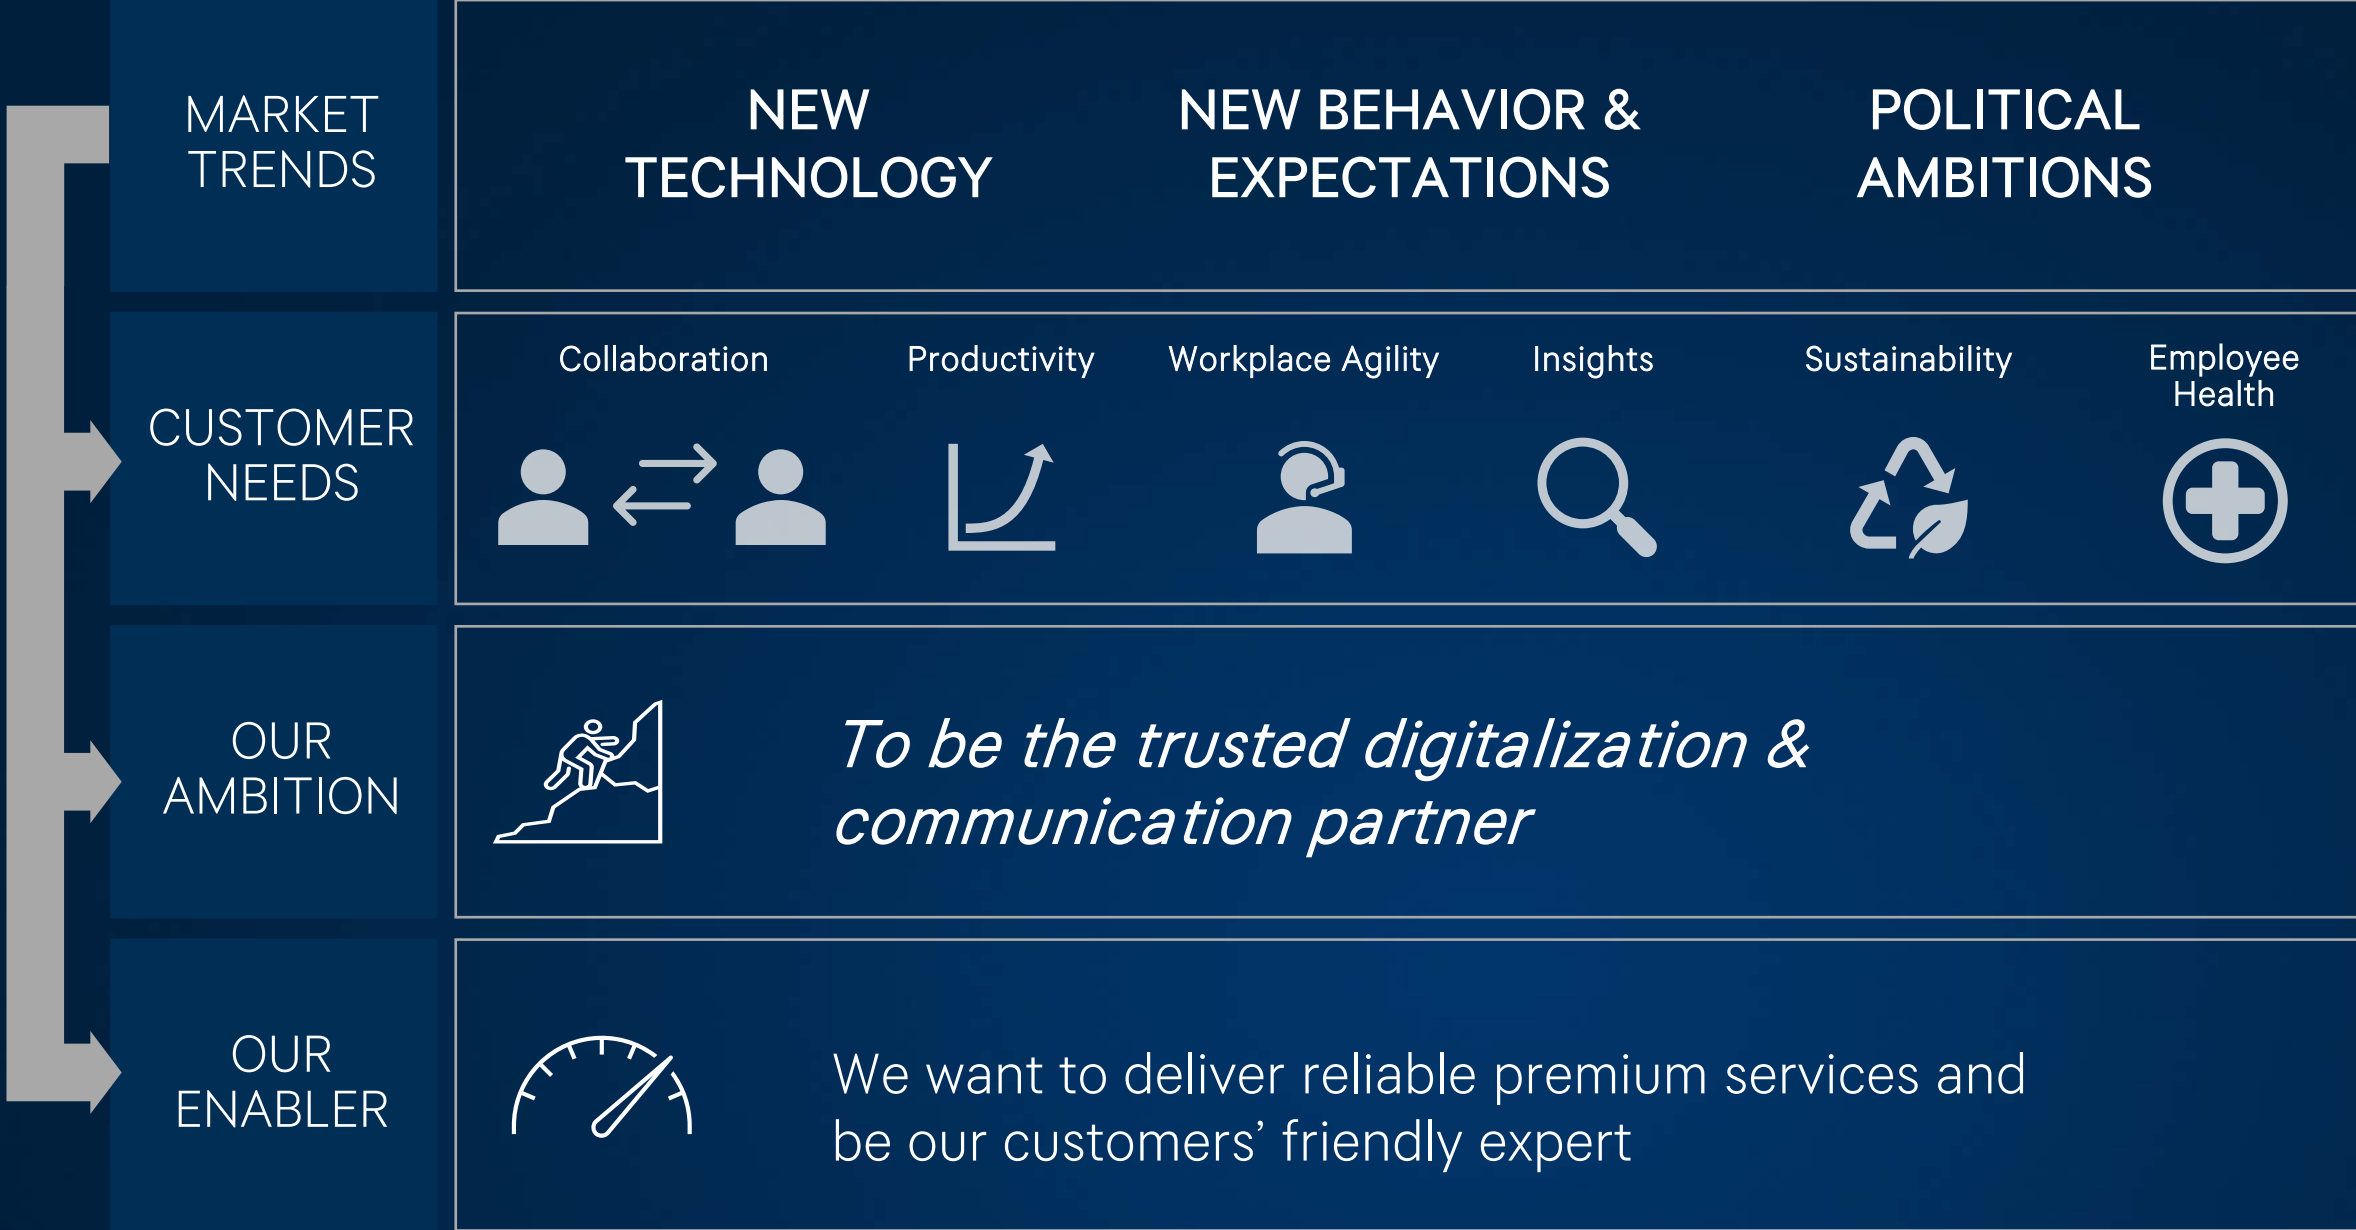 MARKET
TRENDS
NEW
TECHNOLOGY
NEW BEHAVIOR &
EXPECTATIONS
POLITICAL
AMBITIONS
CUSTOMER
NEEDS
Collaboration
Productivity
Workplace Agility
Insights
Sustainability
Employee
Health
OUR
AMBITION
To be the trusted digitalization &
communication partner
OUR
ENABLER
We want to deliver reliable premium services and
be our customers’ friendly expert